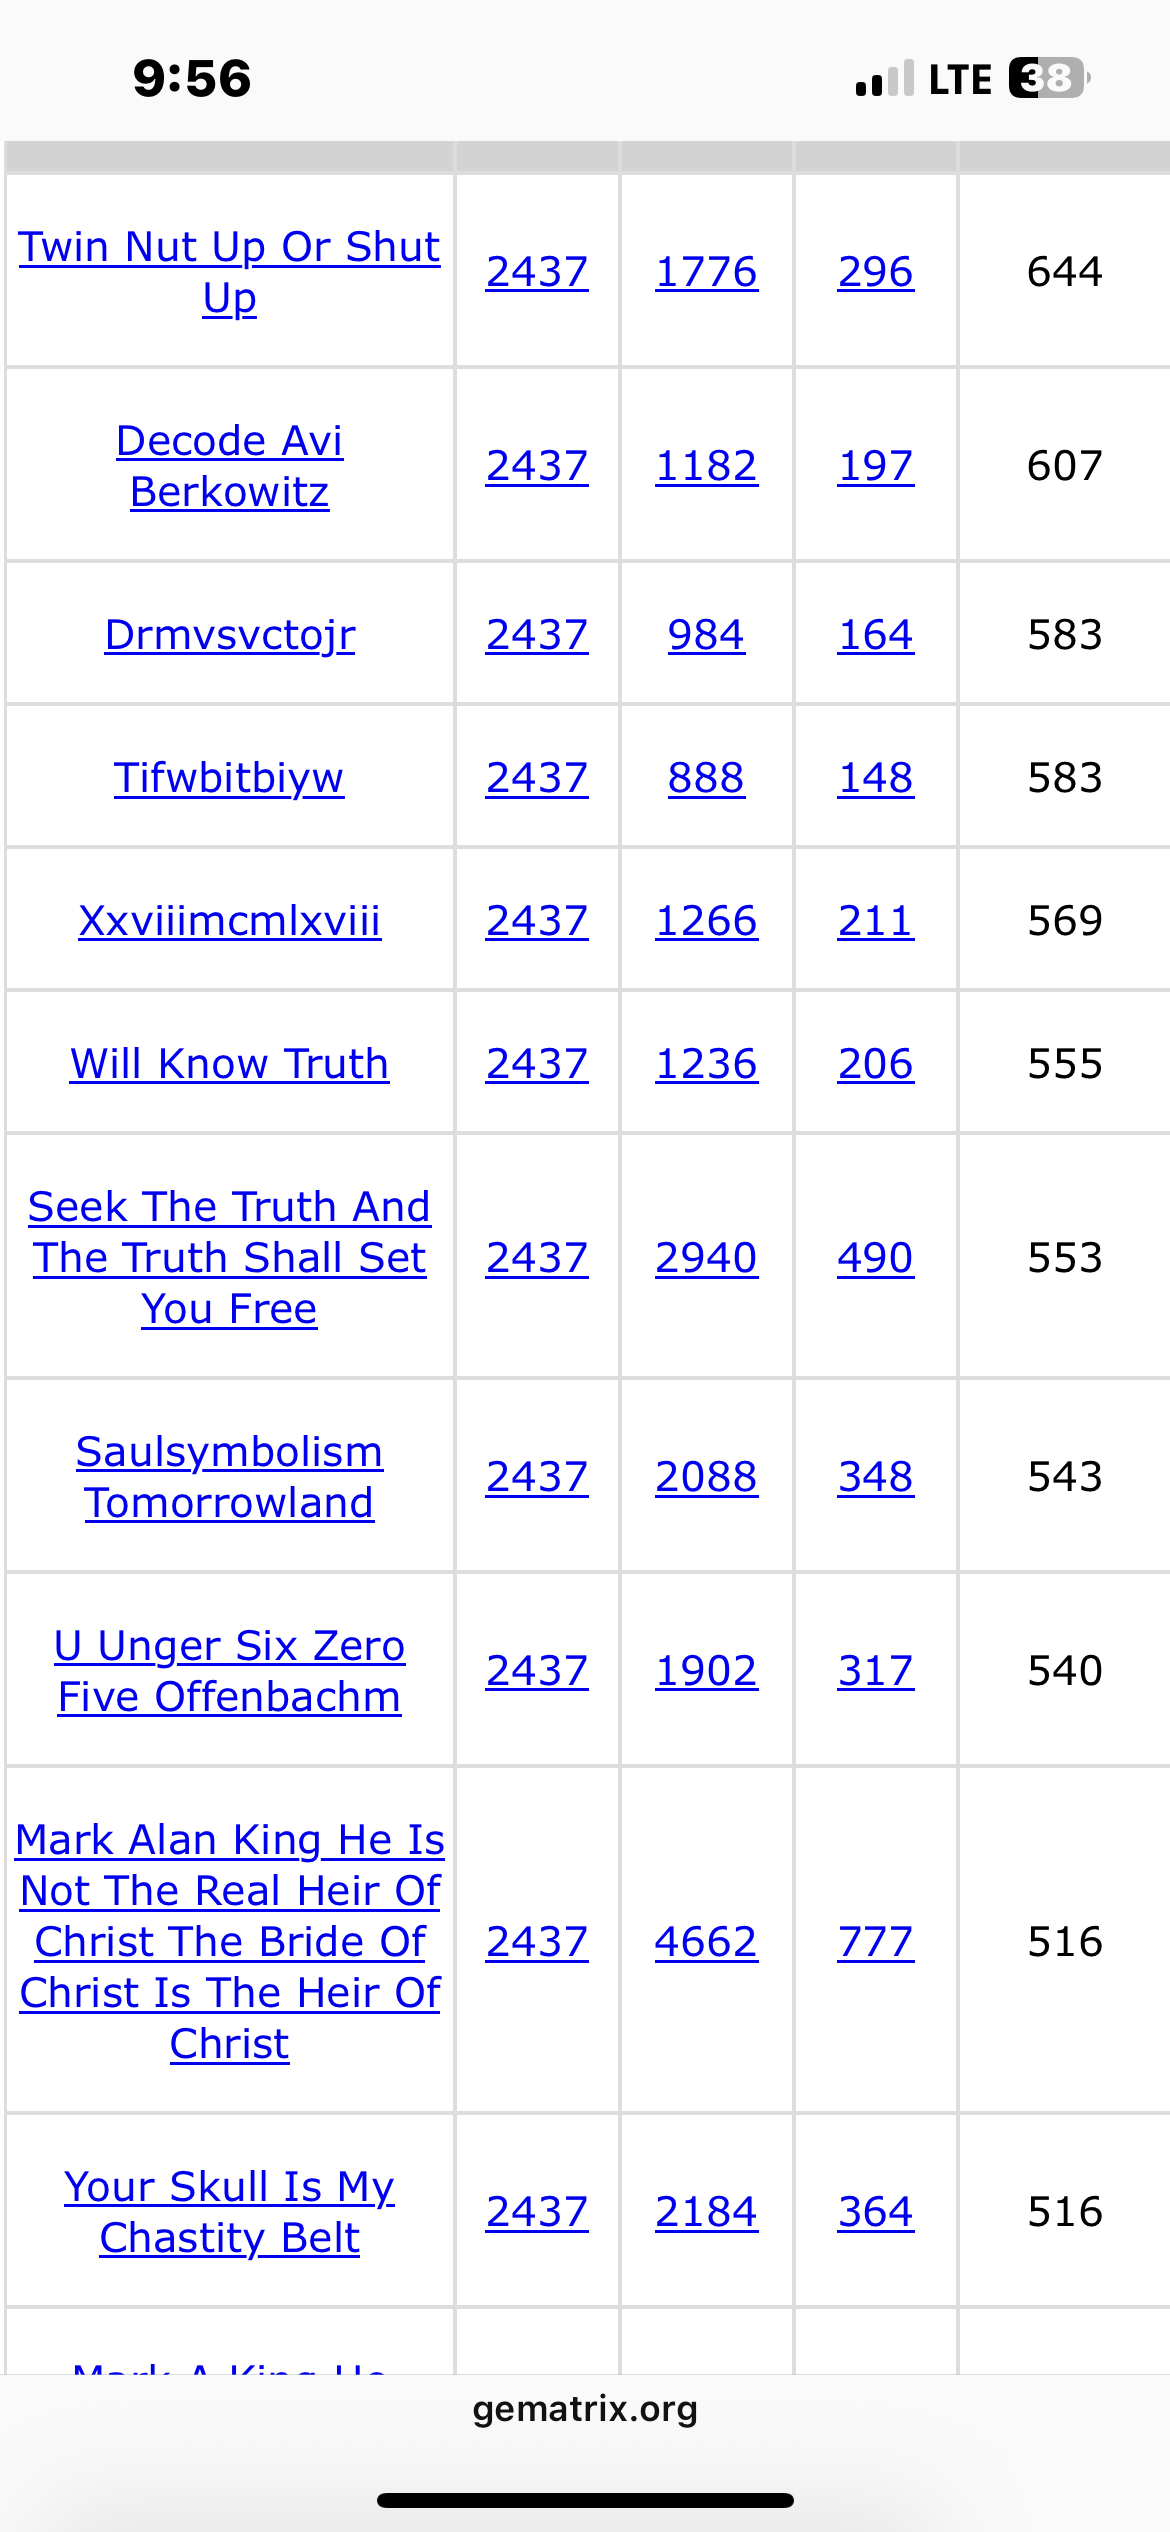 9:56 LTE 38
Twin Nut Up Or Shut
Up
2437 1776 296 644
Decode Avi
Berkowitz
2437 1182 197 607
Drmvsvctojr 2437 984 164 583
Tifwbitbiyw 2437 888 148 583
Xxviiimcmlxviii 2437 1266 211 569
Will Know Truth 2437 1236 206 555
Seek The Truth And
The Truth Shall Set
You Free
2437 2940 490 553
Saulsymbolism
Tomorrowland
2437 2088 348 543
U Unger Six Zero
Five Offenbachm
2437 1902 317 540
Mark Alan King He Is
Not The Real Heir Of
Christ The Bride Of
Christ Is The Heir Of
Christ
2437 4662 777 516
Your Skull Is My
Chastity Belt
2437 2184 364 516
Mark A King He
gematrix.org